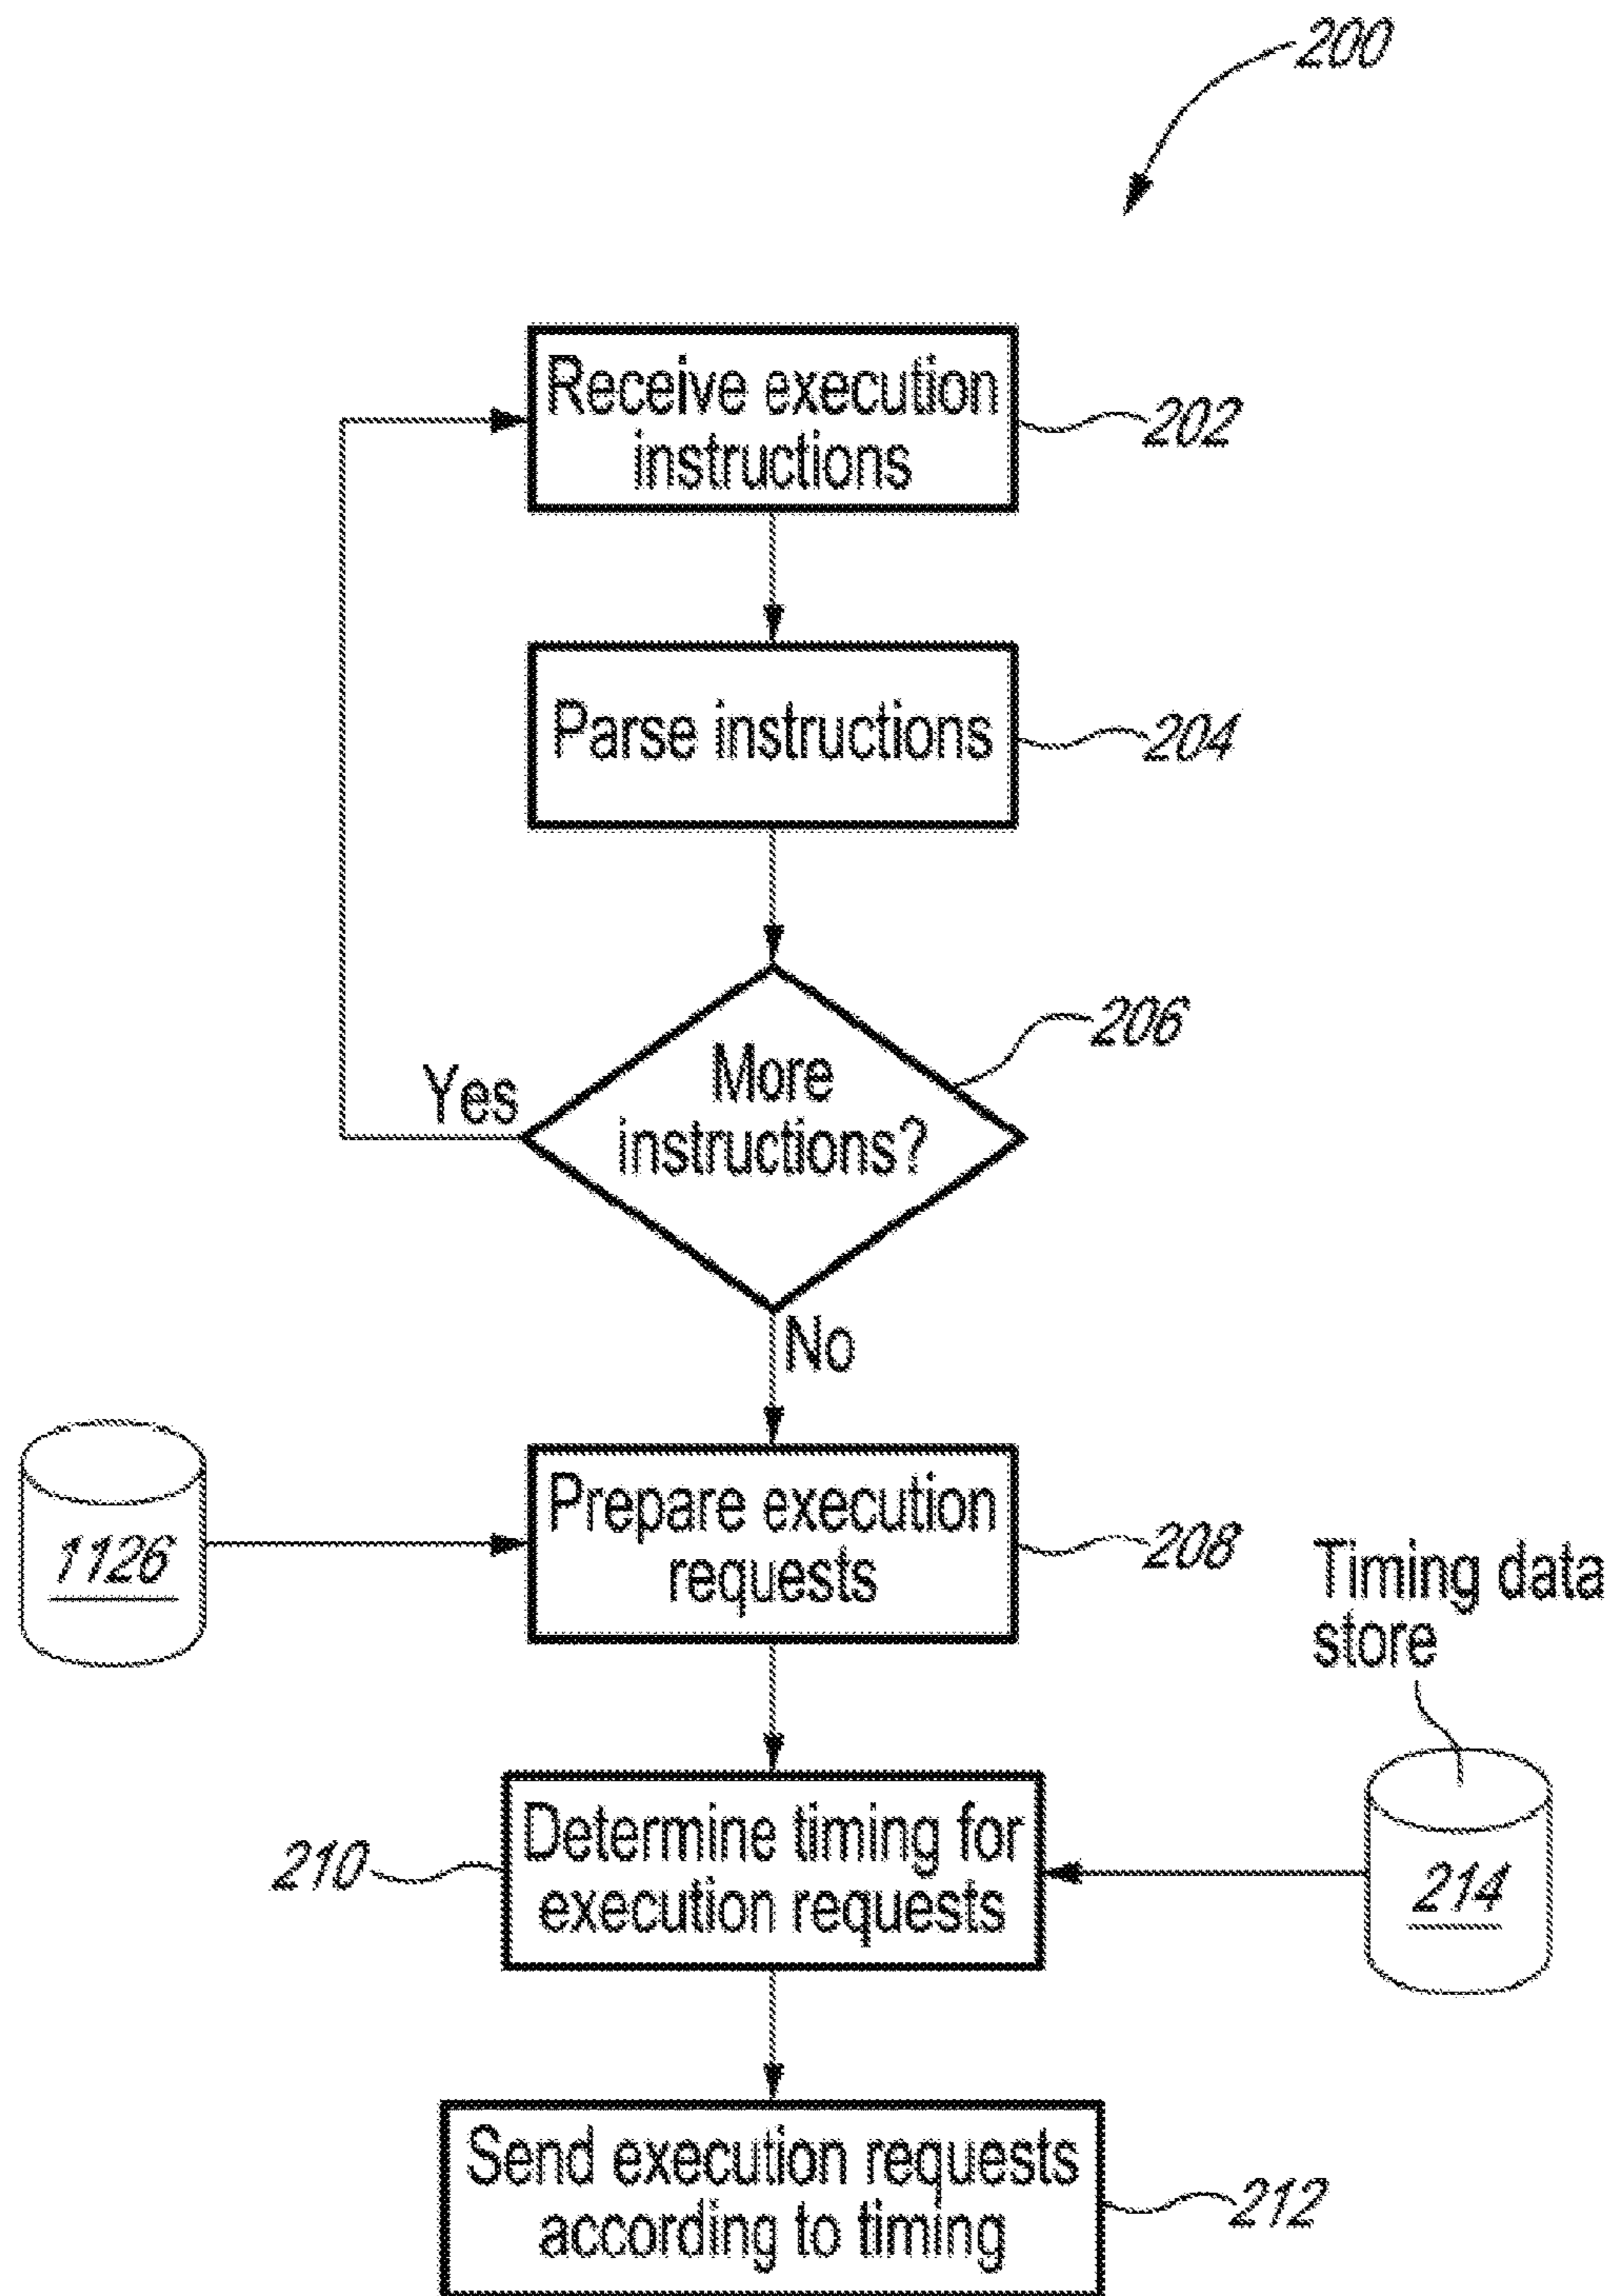 200
Receive execution
instructions
202
Parse instructions
204
206
More
instructions?
Yes
No
1126
Prepare execution
requests
208
Timing data
store
210
Determine timing for
execution requests
214
Send execution requests
according to timing
212